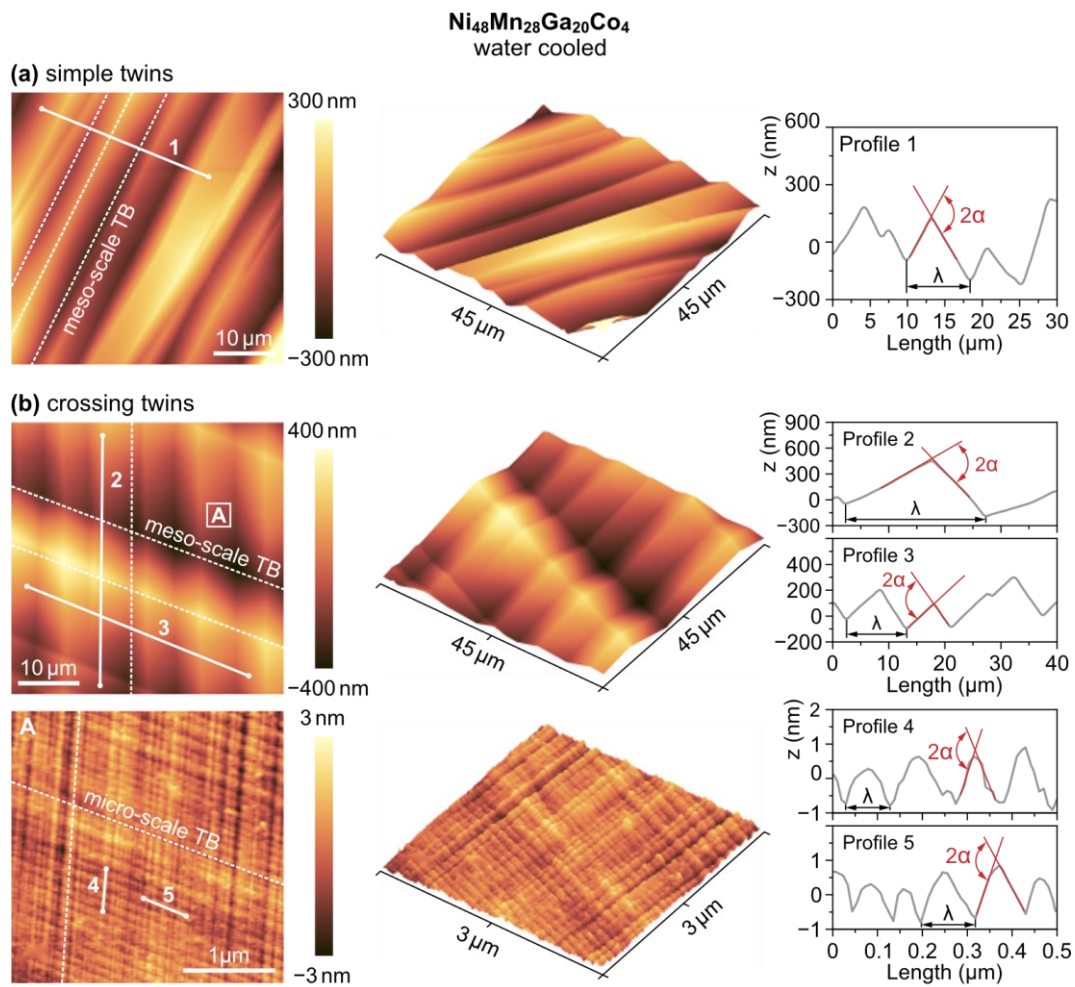 Ni48Mn28Ga20Co4
water cooled
(a) simple twins
300 nm
−300 nm
1
meso-scale TB
10 µm
45 µm
45 µm
Profile 1
2α
λ
z (nm)
600
300
0
−300
0 5 10 15 20 25 30
Length (µm)
(b) crossing twins
400 nm
−400 nm
2
A
meso-scale TB
3
10 µm
45 µm
45 µm
Profile 2
2α
λ
z (nm)
900
600
300
0
−300
Profile 3
2α
λ
400
200
0
−200
0 10 20 30 40
Length (µm)
A
3 nm
−3 nm
micro-scale TB
4
5
1µm
3 µm
3 µm
Profile 4
2α
λ
z (nm)
2
1
0
−1
Profile 5
2α
λ
2
1
0
−1
0 0.1 0.2 0.3 0.4 0.5
Length (µm)